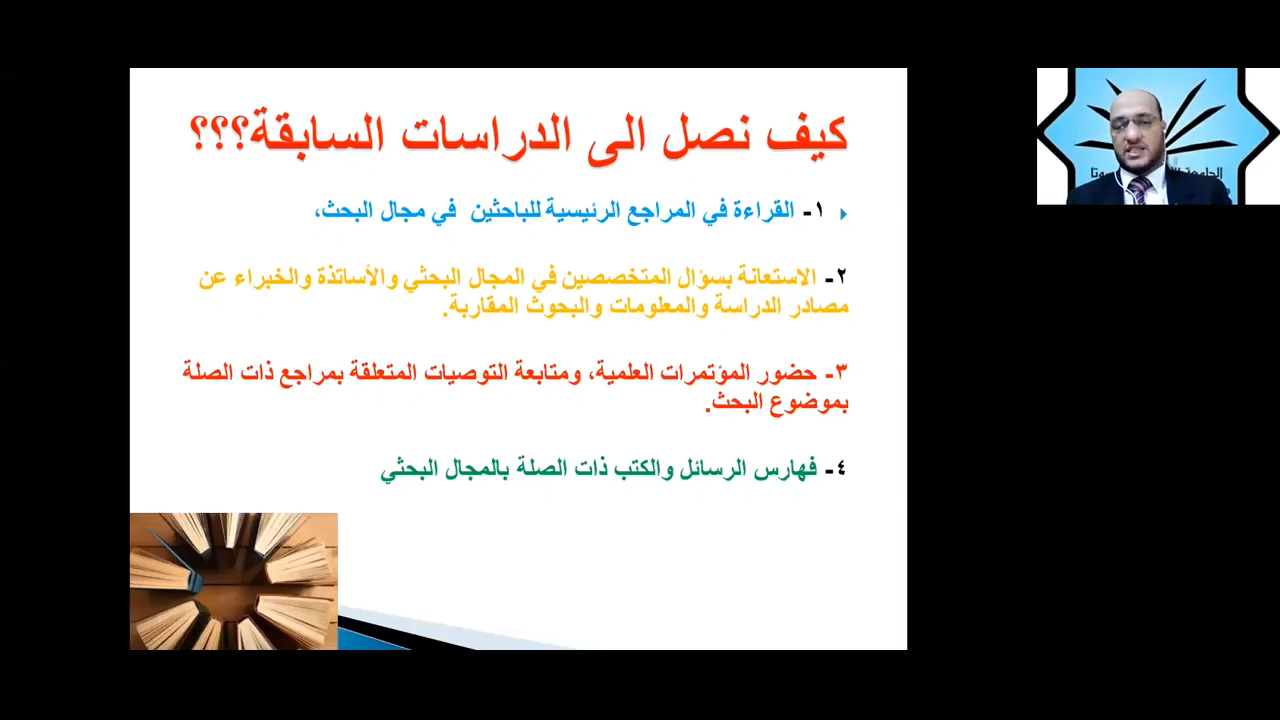 كيف نصل الى الدراسات السابقة؟؟؟
١- القراءة في المراجع الرئيسية للباحثين في مجال البحث،
٢- الاستعانة بسؤال المتخصصين في المجال البحثي والأساتذة والخبراء عن
مصادر الدراسة والمعلومات والبحوث المقاربة.
٣- حضور المؤتمرات العلمية، ومتابعة التوصيات المتعلقة بمراجع ذات الصلة
بموضوع البحث.
٤- فهارس الرسائل والكتب ذات الصلة بالمجال البحثي